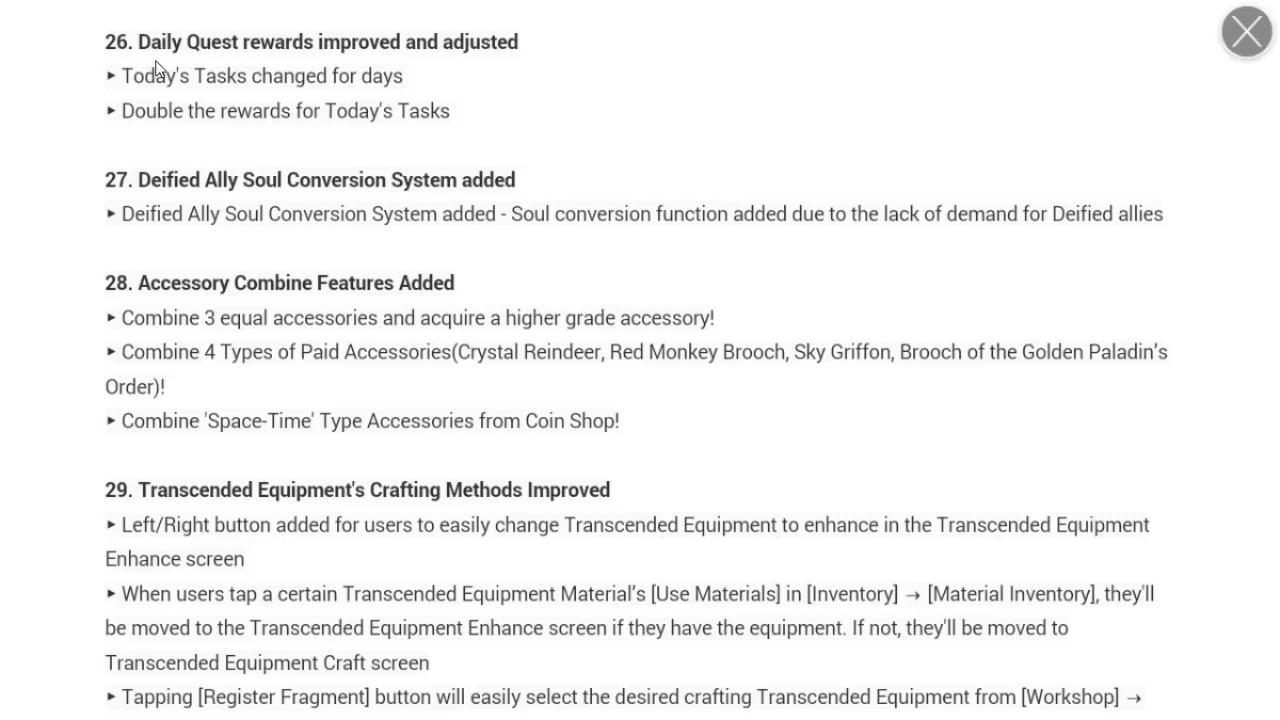 26. Daily Quest rewards improved and adjusted
▸ Today's Tasks changed for days
▸ Double the rewards for Today's Tasks
27. Deified Ally Soul Conversion System added
▸ Deified Ally Soul Conversion System added - Soul conversion function added due to the lack of demand for Deified allies
28. Accessory Combine Features Added
▸ Combine 3 equal accessories and acquire a higher grade accessory!
▸ Combine 4 Types of Paid Accessories(Crystal Reindeer, Red Monkey Brooch, Sky Griffon, Brooch of the Golden Paladin's
Order)!
▸ Combine 'Space-Time' Type Accessories from Coin Shop!
29. Transcended Equipment's Crafting Methods Improved
▸ Left/Right button added for users to easily change Transcended Equipment to enhance in the Transcended Equipment
Enhance screen
▸ When users tap a certain Transcended Equipment Material's [Use Materials] in [Inventory] → [Material Inventory], they'll
be moved to the Transcended Equipment Enhance screen if they have the equipment. If not, they'll be moved to
Transcended Equipment Craft screen
▸ Tapping [Register Fragment] button will easily select the desired crafting Transcended Equipment from [Workshop] →